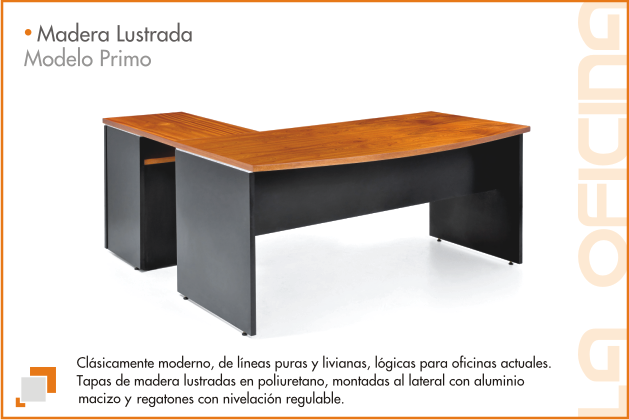 • Madera Lustrada
Modelo Primo
LA OFICINA
Clásicamente moderno, de líneas puras y livianas, lógicas para oficinas actuales.
Tapas de madera lustradas en poliuretano, montadas al lateral con aluminio
macizo y regatones con nivelación regulable.